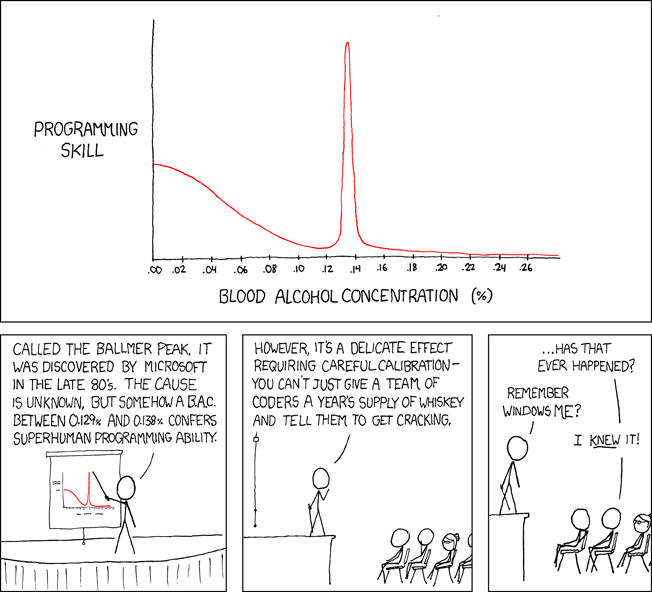 PROGRAMMING
SKILL
.00 .02 .04 .06 .08 .10 .12 .14 .16 .18 .20 .22 .24 .26
BLOOD ALCOHOL CONCENTRATION (%)
CALLED THE BALLMER PEAK, IT
WAS DISCOVERED BY MICROSOFT
IN THE LATE 80'S. THE CAUSE
IS UNKNOWN, BUT SOMEHOW A B.A.C.
BETWEEN 0.129% AND 0.138% CONFERS
SUPERHUMAN PROGRAMMING ABILITY.
HOWEVER, IT'S A DELICATE EFFECT
REQUIRING CAREFUL CALIBRATION—
YOU CAN'T JUST GIVE A TEAM OF
CODERS A YEAR'S SUPPLY OF WHISKEY
AND TELL THEM TO GET CRACKING.
...HAS THAT
EVER HAPPENED?
REMEMBER
WINDOWS ME?
I KNEW IT!